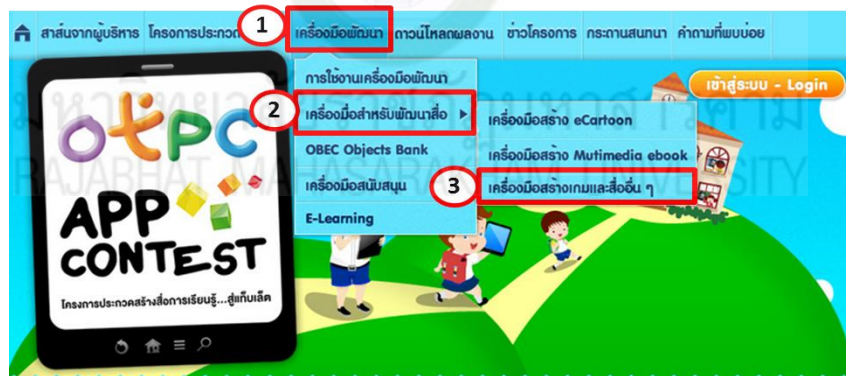 สาส์นจากผู้บริหาร โครงการประกวด 1 เครื่องมือพัฒนา ดาวน์โหลดผลงาน ข่าวโครงการ กระดานสนทนา คำถามที่พบบ่อย
เข้าสู่ระบบ - Login
การใช้งานเครื่องมือพัฒนา
2 เครื่องมือสำหรับพัฒนาสื่อ
เครื่องมือสร้าง eCartoon
OBEC Objects Bank
เครื่องมือสร้าง Mutimedia ebook
เครื่องมือสนับสนุน
3 เครื่องมือสร้างเกมและสื่ออื่น ๆ
E-Learning
otpc
APP
CONTEST
โครงการประกวดสร้างสื่อการเรียนรู้...สู่แท็บเล็ต
RAJABHAT MAHASARAKHAM UNIVERSITY